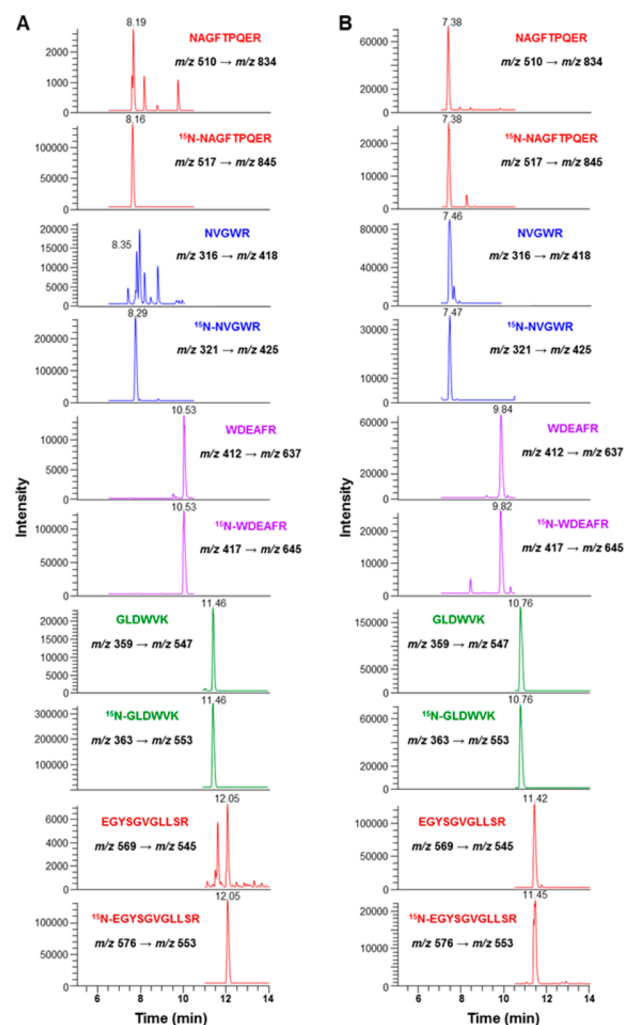 A
8.19
NAGFTPQER
2000
m/z 510 → m/z 834
1000
0
8.16
100000
¹⁵N-NAGFTPQER
50000
m/z 517 → m/z 845
0
20000
NVGWR
15000
8.35
m/z 316 → m/z 418
10000
5000
0
8.29
¹⁵N-NVGWR
200000
m/z 321 → m/z 425
100000
0
10.53
WDEAFR
10000
m/z 412 → m/z 637
5000
0
10.53
¹⁵N-WDEAFR
100000
m/z 417 → m/z 645
50000
0
11.46
20000
GLDWVK
15000
m/z 359 → m/z 547
10000
5000
0
11.46
300000
¹⁵N-GLDWVK
200000
m/z 363 → m/z 553
100000
12.05
6000
EGYSGVGLLSR
4000
m/z 569 → m/z 545
2000
0
12.05
¹⁵N-EGYSGVGLLSR
100000
m/z 576 → m/z 553
50000
0
6 8 10 12 14
Time (min)
Intensity
B
7.38
NAGFTPQER
60000
m/z 510 → m/z 834
40000
20000
0
7.38
¹⁵N-NAGFTPQER
20000
m/z 517 → m/z 845
10000
0
7.46
NVGWR
80000
m/z 316 → m/z 418
40000
0
7.47
¹⁵N-NVGWR
30000
m/z 321 → m/z 425
20000
10000
0
9.84
60000
WDEAFR
40000
m/z 412 → m/z 637
20000
0
9.82
¹⁵N-WDEAFR
20000
m/z 417 → m/z 645
10000
0
10.76
150000
GLDWVK
100000
m/z 359 → m/z 547
50000
0
10.76
60000
¹⁵N-GLDWVK
40000
m/z 363 → m/z 553
20000
0
11.42
EGYSGVGLLSR
100000
m/z 569 → m/z 545
50000
0
11.45
20000
¹⁵N-EGYSGVGLLSR
m/z 576 → m/z 553
10000
0
6 8 10 12 14
Time (min)
Intensity